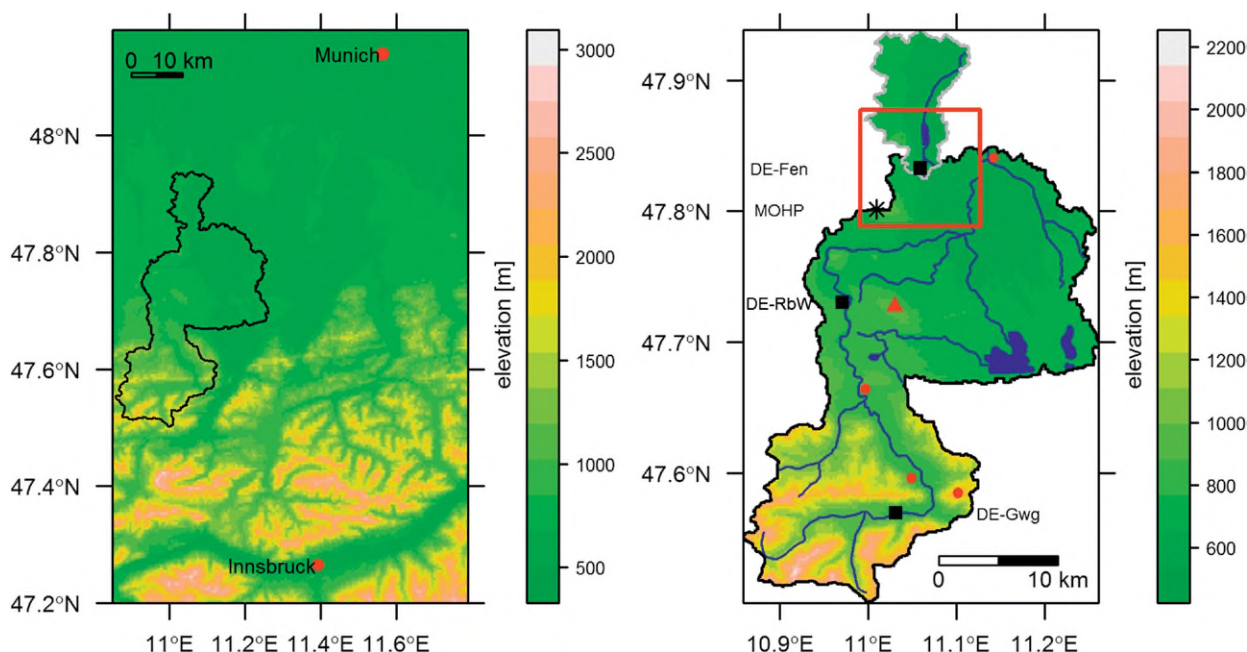 Munich
0 10 km
48°N
47.8°N
47.6°N
47.4°N
47.2°N
Innsbruck
11°E 11.2°E 11.4°E 11.6°E
3000
2500
2000
1500
1000
500
elevation [m]
47.9°N
47.8°N
47.7°N
47.6°N
DE-Fen
MOHP
DE-RbW
DE-Gwg
0 10 km
10.9°E 11°E 11.1°E 11.2°E
2200
2000
1800
1600
1400
1200
1000
800
600
elevation [m]